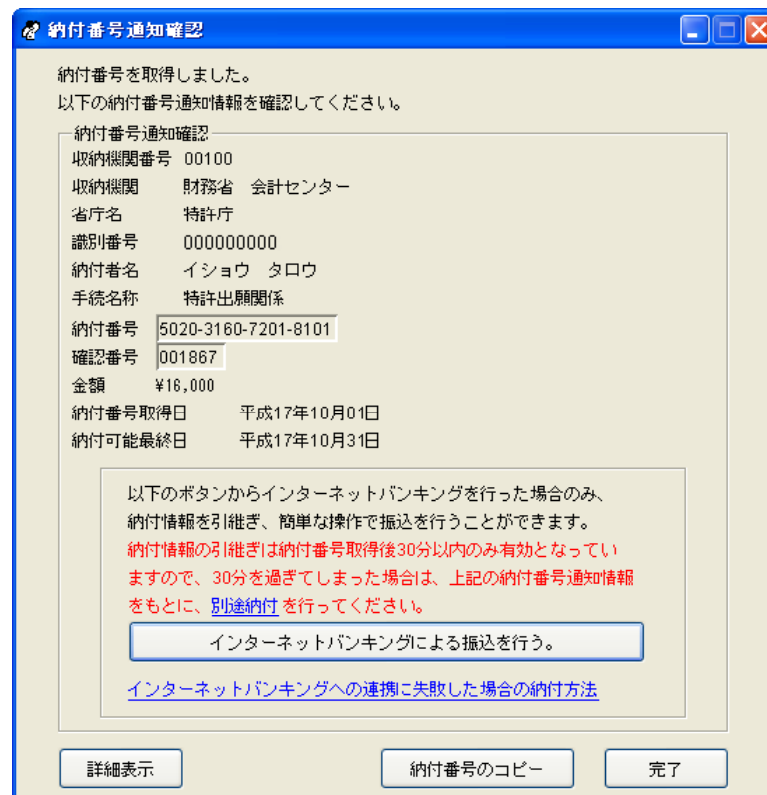 納付番号通知確認
納付番号を取得しました。
以下の納付番号通知情報を確認してください。
納付番号通知確認
収納機関番号 00100
収納機関 財務省 会計センター
省庁名 特許庁
識別番号 000000000
納付者名 イショウ タロウ
手続名称 特許出願関係
納付番号 5020-3160-7201-8101
確認番号 001867
金額 ¥16,000
納付番号取得日 平成17年10月01日
納付可能最終日 平成17年10月31日
以下のボタンからインターネットバンキングを行った場合のみ、
納付情報を引継ぎ、簡単な操作で振込を行うことができます。
納付情報の引継ぎは納付番号取得後30分以内のみ有効となってい
ますので、30分を過ぎてしまった場合は、上記の納付番号通知情報
をもとに、別途納付を行ってください。
インターネットバンキングによる振込を行う。
インターネットバンキングへの連携に失敗した場合の納付方法
詳細表示 納付番号のコピー 完了